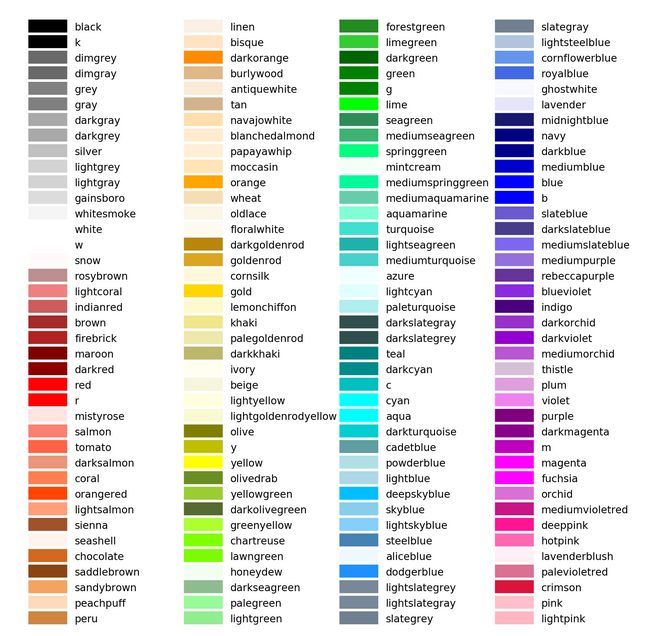 black
k
dimgrey
dimgray
grey
gray
darkgray
darkgrey
silver
lightgrey
lightgray
gainsboro
whitesmoke
white
w
snow
rosybrown
lightcoral
indianred
brown
firebrick
maroon
darkred
red
r
mistyrose
salmon
tomato
darksalmon
coral
orangered
lightsalmon
sienna
seashell
chocolate
saddlebrown
sandybrown
peachpuff
peru
linen
bisque
darkorange
burlywood
antiquewhite
tan
navajowhite
blanchedalmond
papayawhip
moccasin
orange
wheat
oldlace
floralwhite
darkgoldenrod
goldenrod
cornsilk
gold
lemonchiffon
khaki
palegoldenrod
darkkhaki
ivory
beige
lightyellow
lightgoldenrodyellow
olive
y
yellow
olivedrab
yellowgreen
darkolivegreen
greenyellow
chartreuse
lawngreen
honeydew
darkseagreen
palegreen
lightgreen
forestgreen
limegreen
darkgreen
green
g
lime
seagreen
mediumseagreen
springgreen
mintcream
mediumspringgreen
mediumaquamarine
aquamarine
turquoise
lightseagreen
mediumturquoise
azure
lightcyan
paleturquoise
darkslategray
darkslategrey
teal
darkcyan
c
cyan
aqua
darkturquoise
cadetblue
powderblue
lightblue
deepskyblue
skyblue
lightskyblue
steelblue
aliceblue
dodgerblue
lightslategrey
lightslategray
slategrey
slategray
lightsteelblue
cornflowerblue
royalblue
ghostwhite
lavender
midnightblue
navy
darkblue
mediumblue
blue
b
slateblue
darkslateblue
mediumslateblue
mediumpurple
rebeccapurple
blueviolet
indigo
darkorchid
darkviolet
mediumorchid
thistle
plum
violet
purple
darkmagenta
m
magenta
fuchsia
orchid
mediumvioletred
deeppink
hotpink
lavenderblush
palevioletred
crimson
pink
lightpink